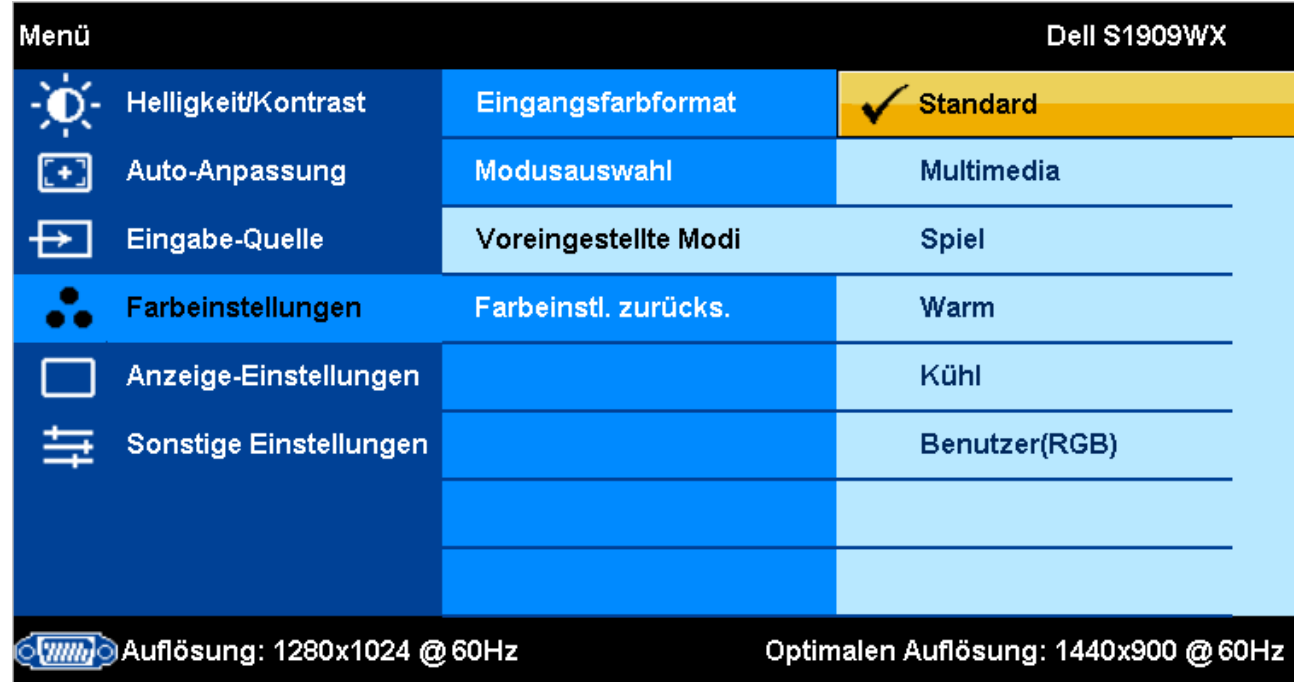 Menü Dell S1909WX
Helligkeit/Kontrast Eingangsfarbformat Standard
Auto-Anpassung Modusauswahl Multimedia
Eingabe-Quelle Voreingestellte Modi Spiel
Farbeinstellungen Farbeinstl. zurücks. Warm
Anzeige-Einstellungen Kühl
Sonstige Einstellungen Benutzer(RGB)
Auflösung: 1280x1024 @ 60Hz Optimalen Auflösung: 1440x900 @ 60Hz